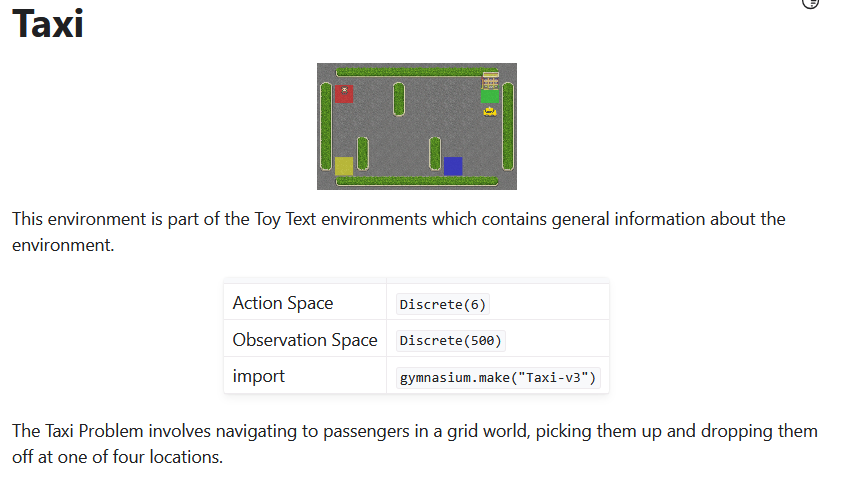 Taxi
This environment is part of the Toy Text environments which contains general information about the
environment.
Action Space Discrete(6)
Observation Space Discrete(500)
import gymnasium.make("Taxi-v3")
The Taxi Problem involves navigating to passengers in a grid world, picking them up and dropping them
off at one of four locations.